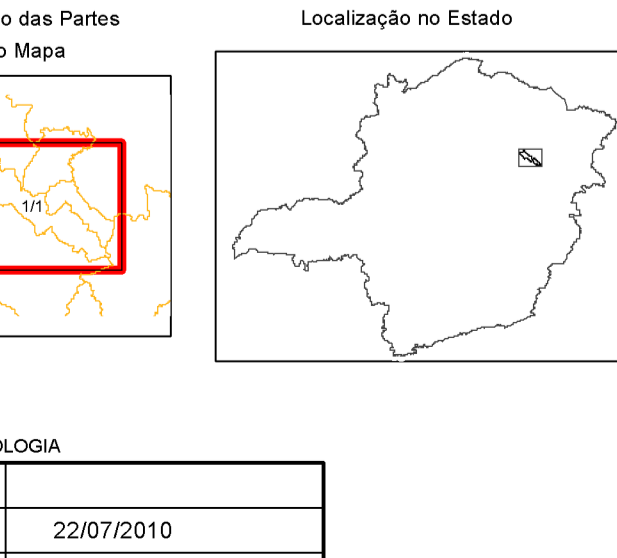 o das Partes
o Mapa
Localização no Estado
1/1
OLOGIA
22/07/2010